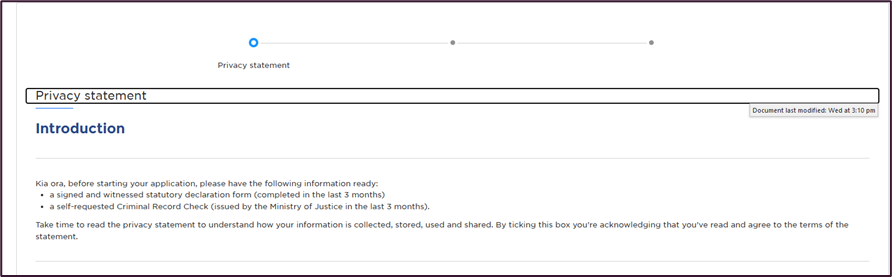 Privacy statement
Privacy statement
Document last modified: Wed at 3:10 pm
Introduction
Kia ora, before starting your application, please have the following information ready:
• a signed and witnessed statutory declaration form (completed in the last 3 months)
• a self-requested Criminal Record Check (issued by the Ministry of Justice in the last 3 months).
Take time to read the privacy statement to understand how your information is collected, stored, used and shared. By ticking this box you're acknowledging that you've read and agree to the terms of the
statement.